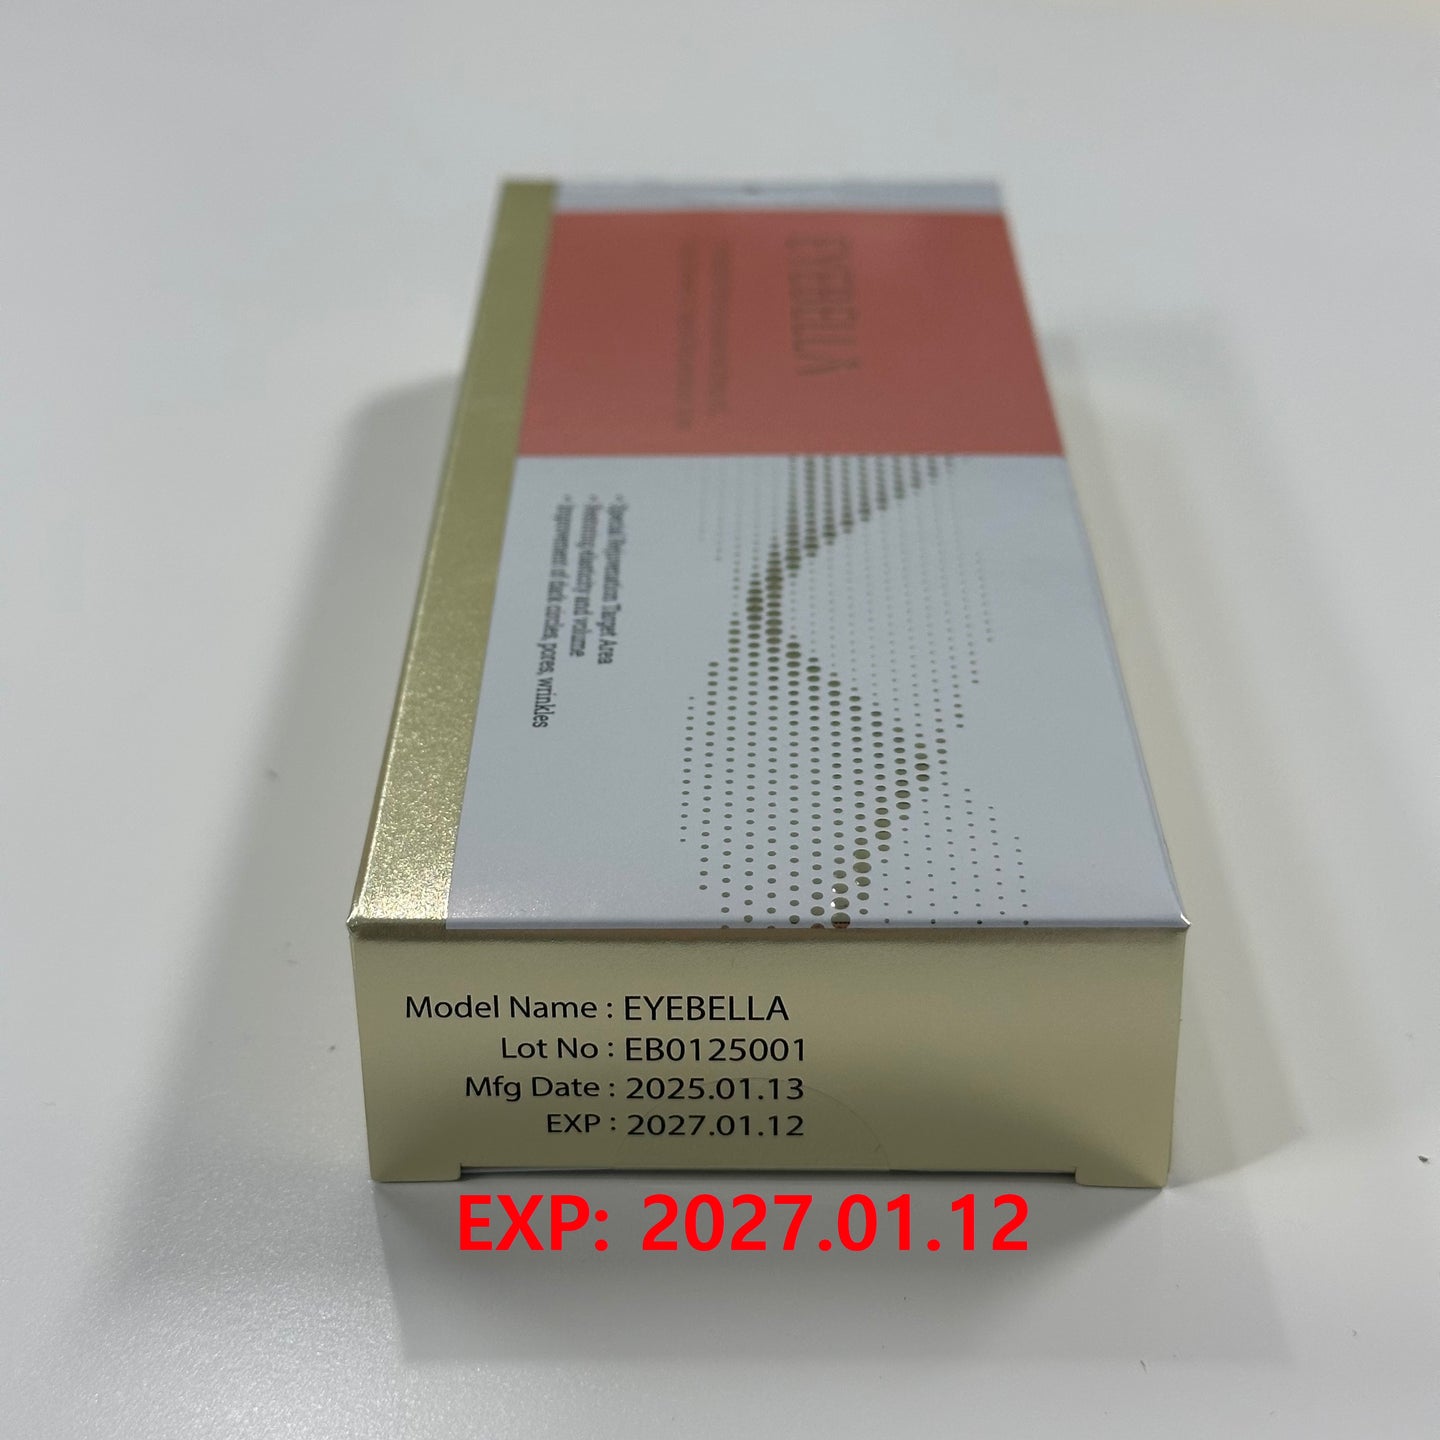 EYEBELLA
• Special Rejuvenation Target Area
• Restoring elasticity and volume
• Improvement of dark circles, pores, wrinkles
Model Name : EYEBELLA
Lot No : EB0125001
Mfg Date : 2025.01.13
EXP : 2027.01.12
EXP: 2027.01.12